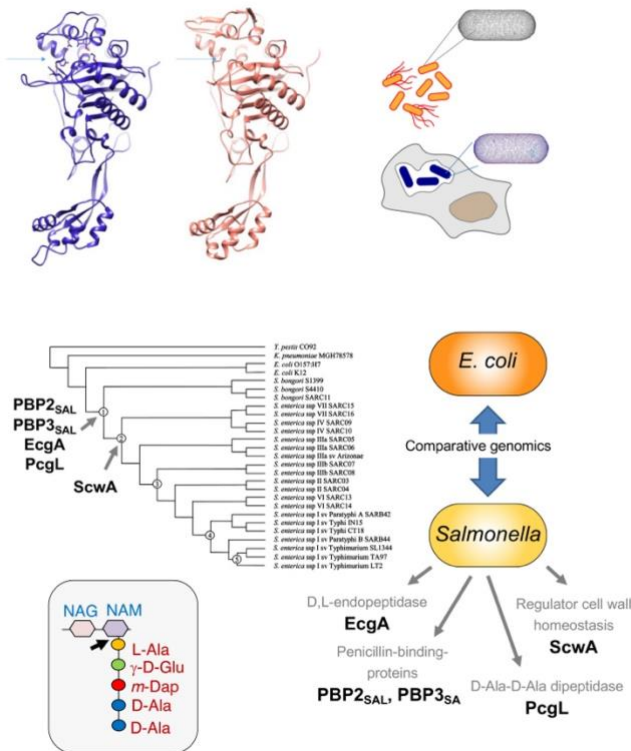 Y. pestis CO92
K. pneumoniae MGH78578
E. coli O157:H7
E. coli K12
S. bongori S1399
S. bongori S4410
S. bongori SARC11
S. enterica ssp VII SARC15
S. enterica ssp VII SARC16
S. enterica ssp IV SARC09
S. enterica ssp IV SARC10
S. enterica ssp IIIa SARC05
S. enterica ssp IIIa SARC06
S. enterica ssp IIIa sv Arizonae
S. enterica ssp IIIb SARC07
S. enterica ssp IIIb SARC08
S. enterica ssp II SARC03
S. enterica ssp II SARC04
S. enterica ssp VI SARC13
S. enterica ssp VI SARC14
S. enterica ssp I sv Paratyphi A SARB42
S. enterica ssp I sv Typhi IN15
S. enterica ssp I sv Typhi CT18
S. enterica ssp I sv Paratyphi B SARB44
S. enterica ssp I sv Typhimurium SL1344
S. enterica ssp I sv Typhimurium TA97
S. enterica ssp I sv Typhimurium LT2
PBP2SAL
PBP3SAL
EcgA
PcgL
ScwA
1
2
3
4
5
E. coli
Comparative genomics
Salmonella
D,L-endopeptidase
EcgA
Penicillin-binding-
proteins
PBP2SAL, PBP3SA
Regulator cell wall
homeostasis
ScwA
D-Ala-D-Ala dipeptidase
PcgL
NAG NAM
L-Ala
γ-D-Glu
m-Dap
D-Ala
D-Ala